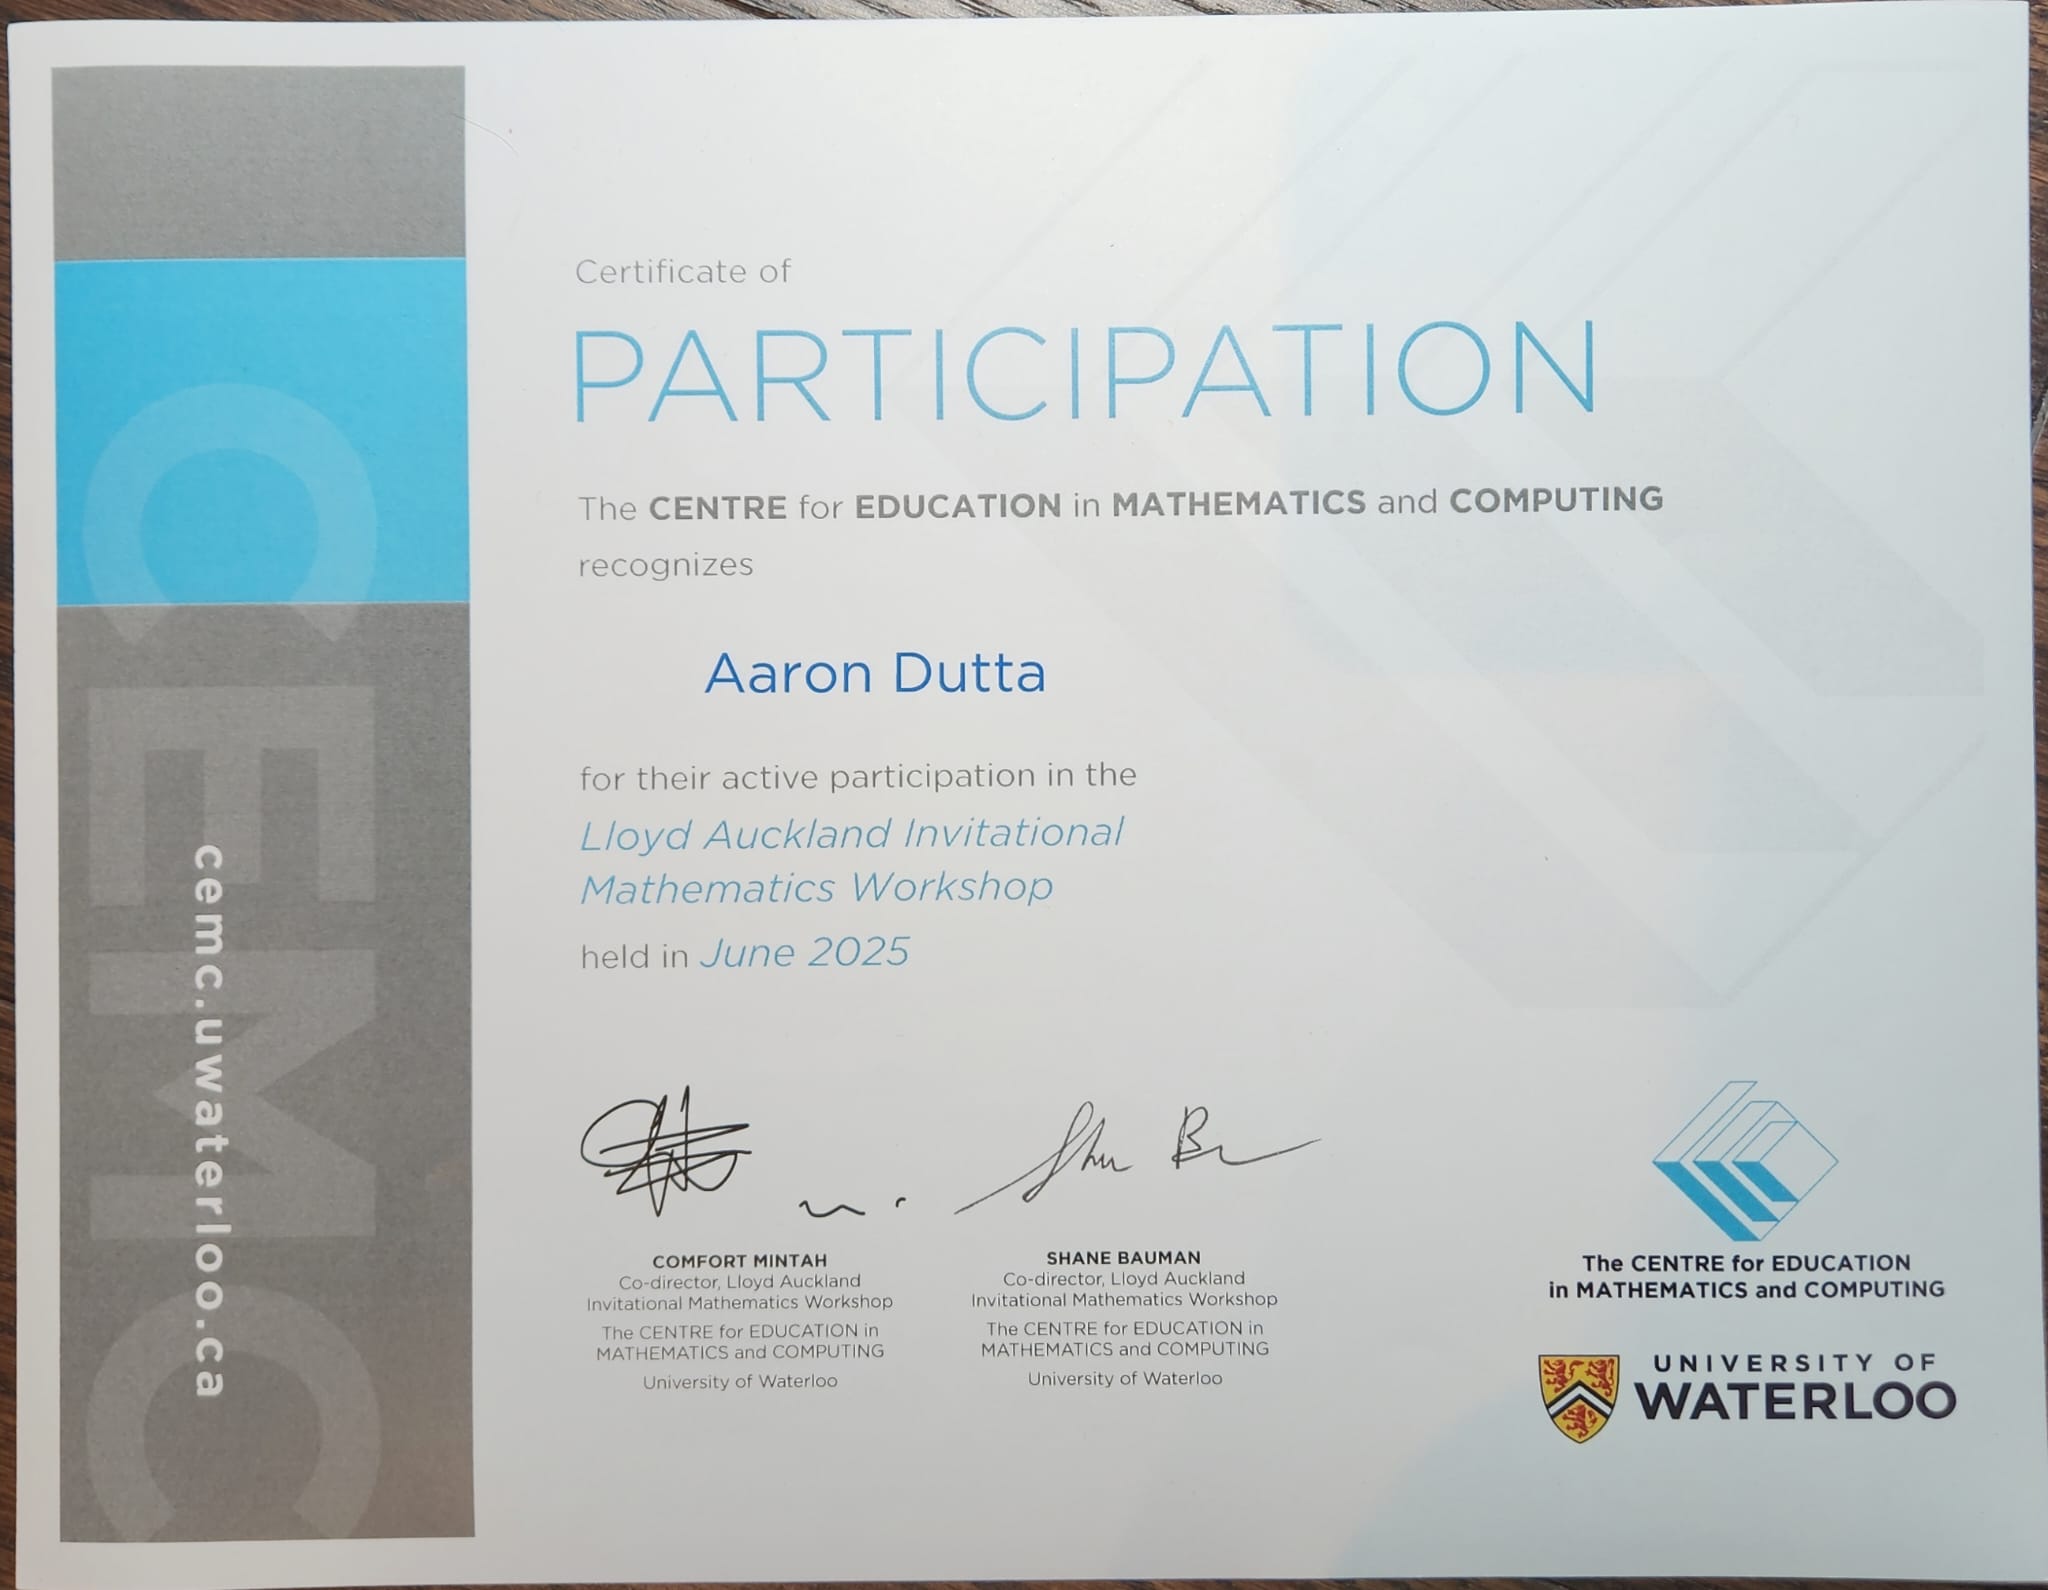 Certificate of
PARTICIPATION
The CENTRE for EDUCATION in MATHEMATICS and COMPUTING
recognizes
Aaron Dutta
for their active participation in the
Lloyd Auckland Invitational
Mathematics Workshop
held in June 2025
COMFORT MINTAH
Co-director, Lloyd Auckland
Invitational Mathematics Workshop
The CENTRE for EDUCATION in
MATHEMATICS and COMPUTING
University of Waterloo
SHANE BAUMAN
Co-director, Lloyd Auckland
Invitational Mathematics Workshop
The CENTRE for EDUCATION in
MATHEMATICS and COMPUTING
University of Waterloo
The CENTRE for EDUCATION
in MATHEMATICS and COMPUTING
UNIVERSITY OF
WATERLOO
CEMC
cemc.uwaterloo.ca